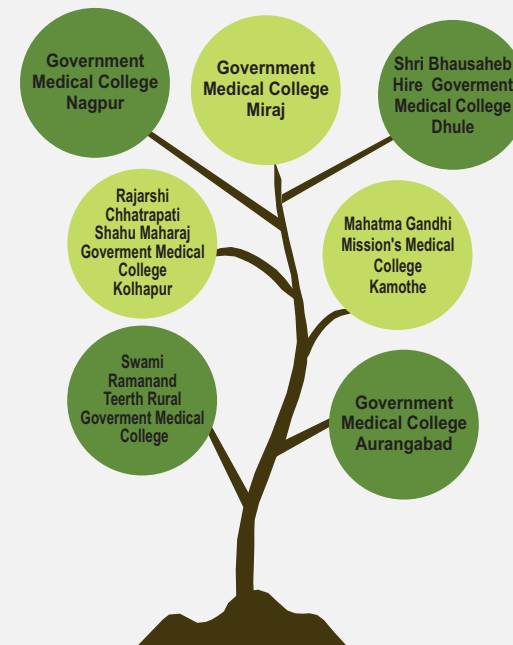 Government
Medical College
Nagpur
Government
Medical College
Miraj
Shri Bhausaheb
Hire Goverment
Medical College
Dhule
Rajarshi
Chhatrapati
Shahu Maharaj
Goverment Medical
College
Kolhapur
Mahatma Gandhi
Mission's Medical
College
Kamothe
Swami
Ramanand
Teerth Rural
Goverment Medical
College
Government
Medical College
Aurangabad